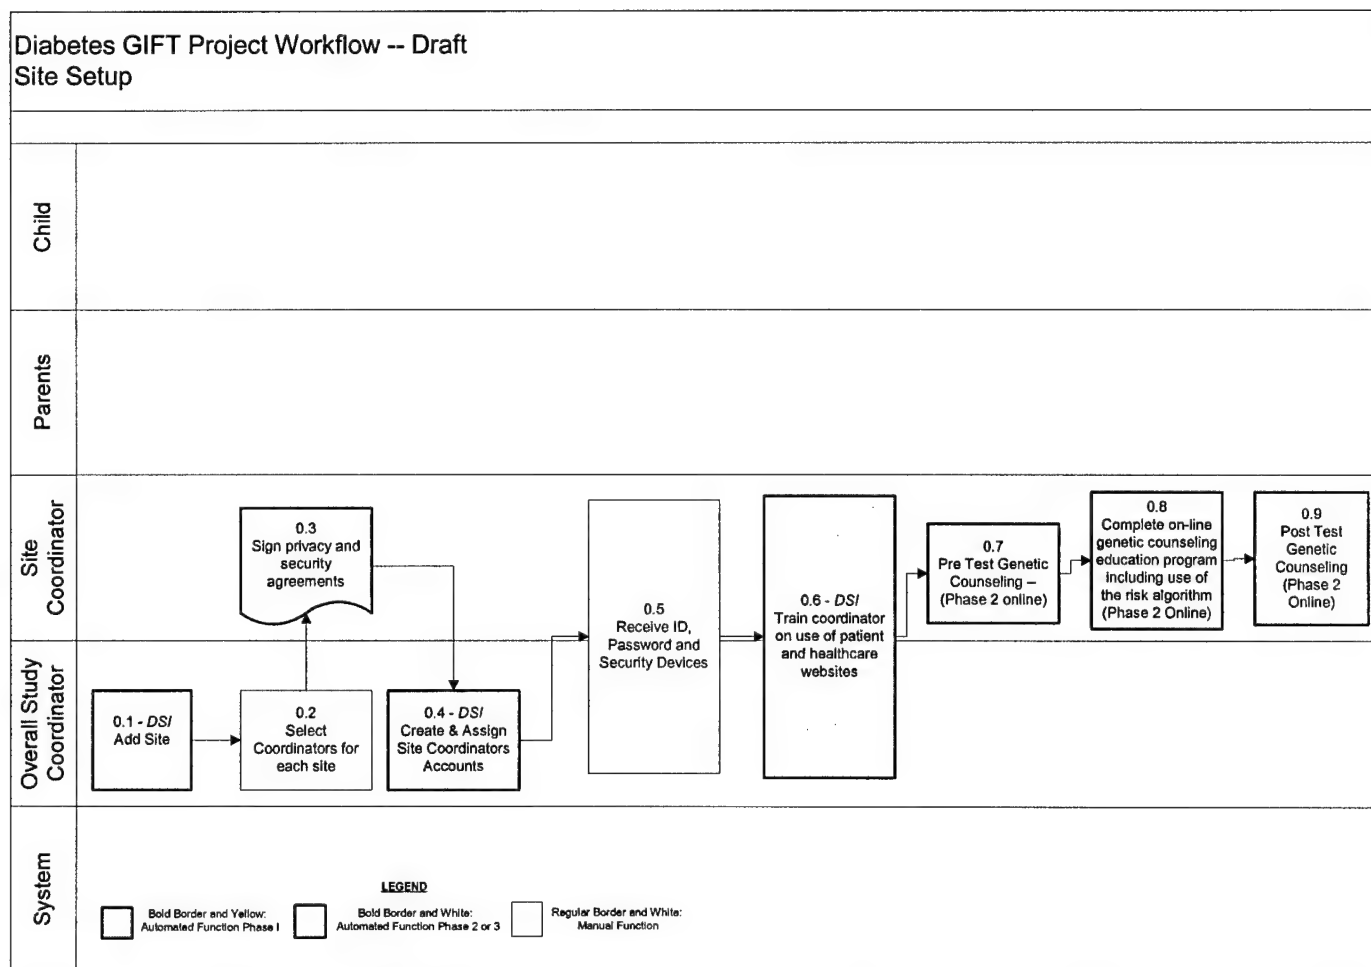 Diabetes GIFT Project Workflow -- Draft
Site Setup
Child
Parents
Site
Coordinator
0.3
Sign privacy and
security
agreements
0.5
Receive ID,
Password and
Security Devices
0.6 - DSI
Train coordinator
on use of patient
and healthcare
websites
0.7
Pre Test Genetic
Counseling –
(Phase 2 online)
0.8
Complete on-line
genetic counseling
education program
including use of
the risk algorithm
(Phase 2 Online)
0.9
Post Test
Genetic
Counseling
(Phase 2
Online)
Overall Study
Coordinator
0.1 - DSI
Add Site
0.2
Select
Coordinators for
each site
0.4 - DSI
Create & Assign
Site Coordinators
Accounts
System
LEGEND
Bold Border and Yellow:
Automated Function Phase I
Bold Border and White:
Automated Function Phase 2 or 3
Regular Border and White:
Manual Function